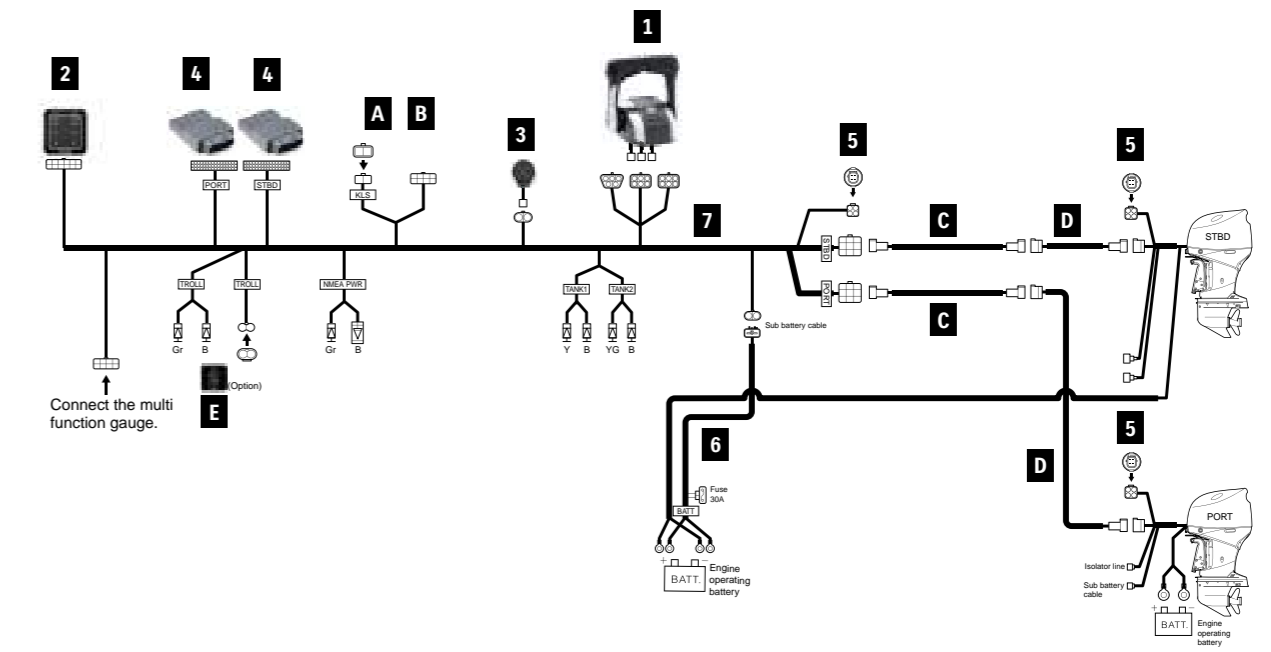 1
2
4
4
A
B
3
5
5
KLS
PORT
STBD
7
C
D
STBD
STBD
PORT
C
TROLL
TROLL
NMEA PWR
TANK1
TANK2
Sub battery cable
Gr
B
Gr
B
Y
B
YG
B
(Option)
E
Connect the multi
function gauge.
6
5
D
Fuse
30A
BATT
PORT
+
−
BATT.
Engine
operating
battery
Isolator line
Sub battery
cable
+
−
BATT.
Engine
operating
battery